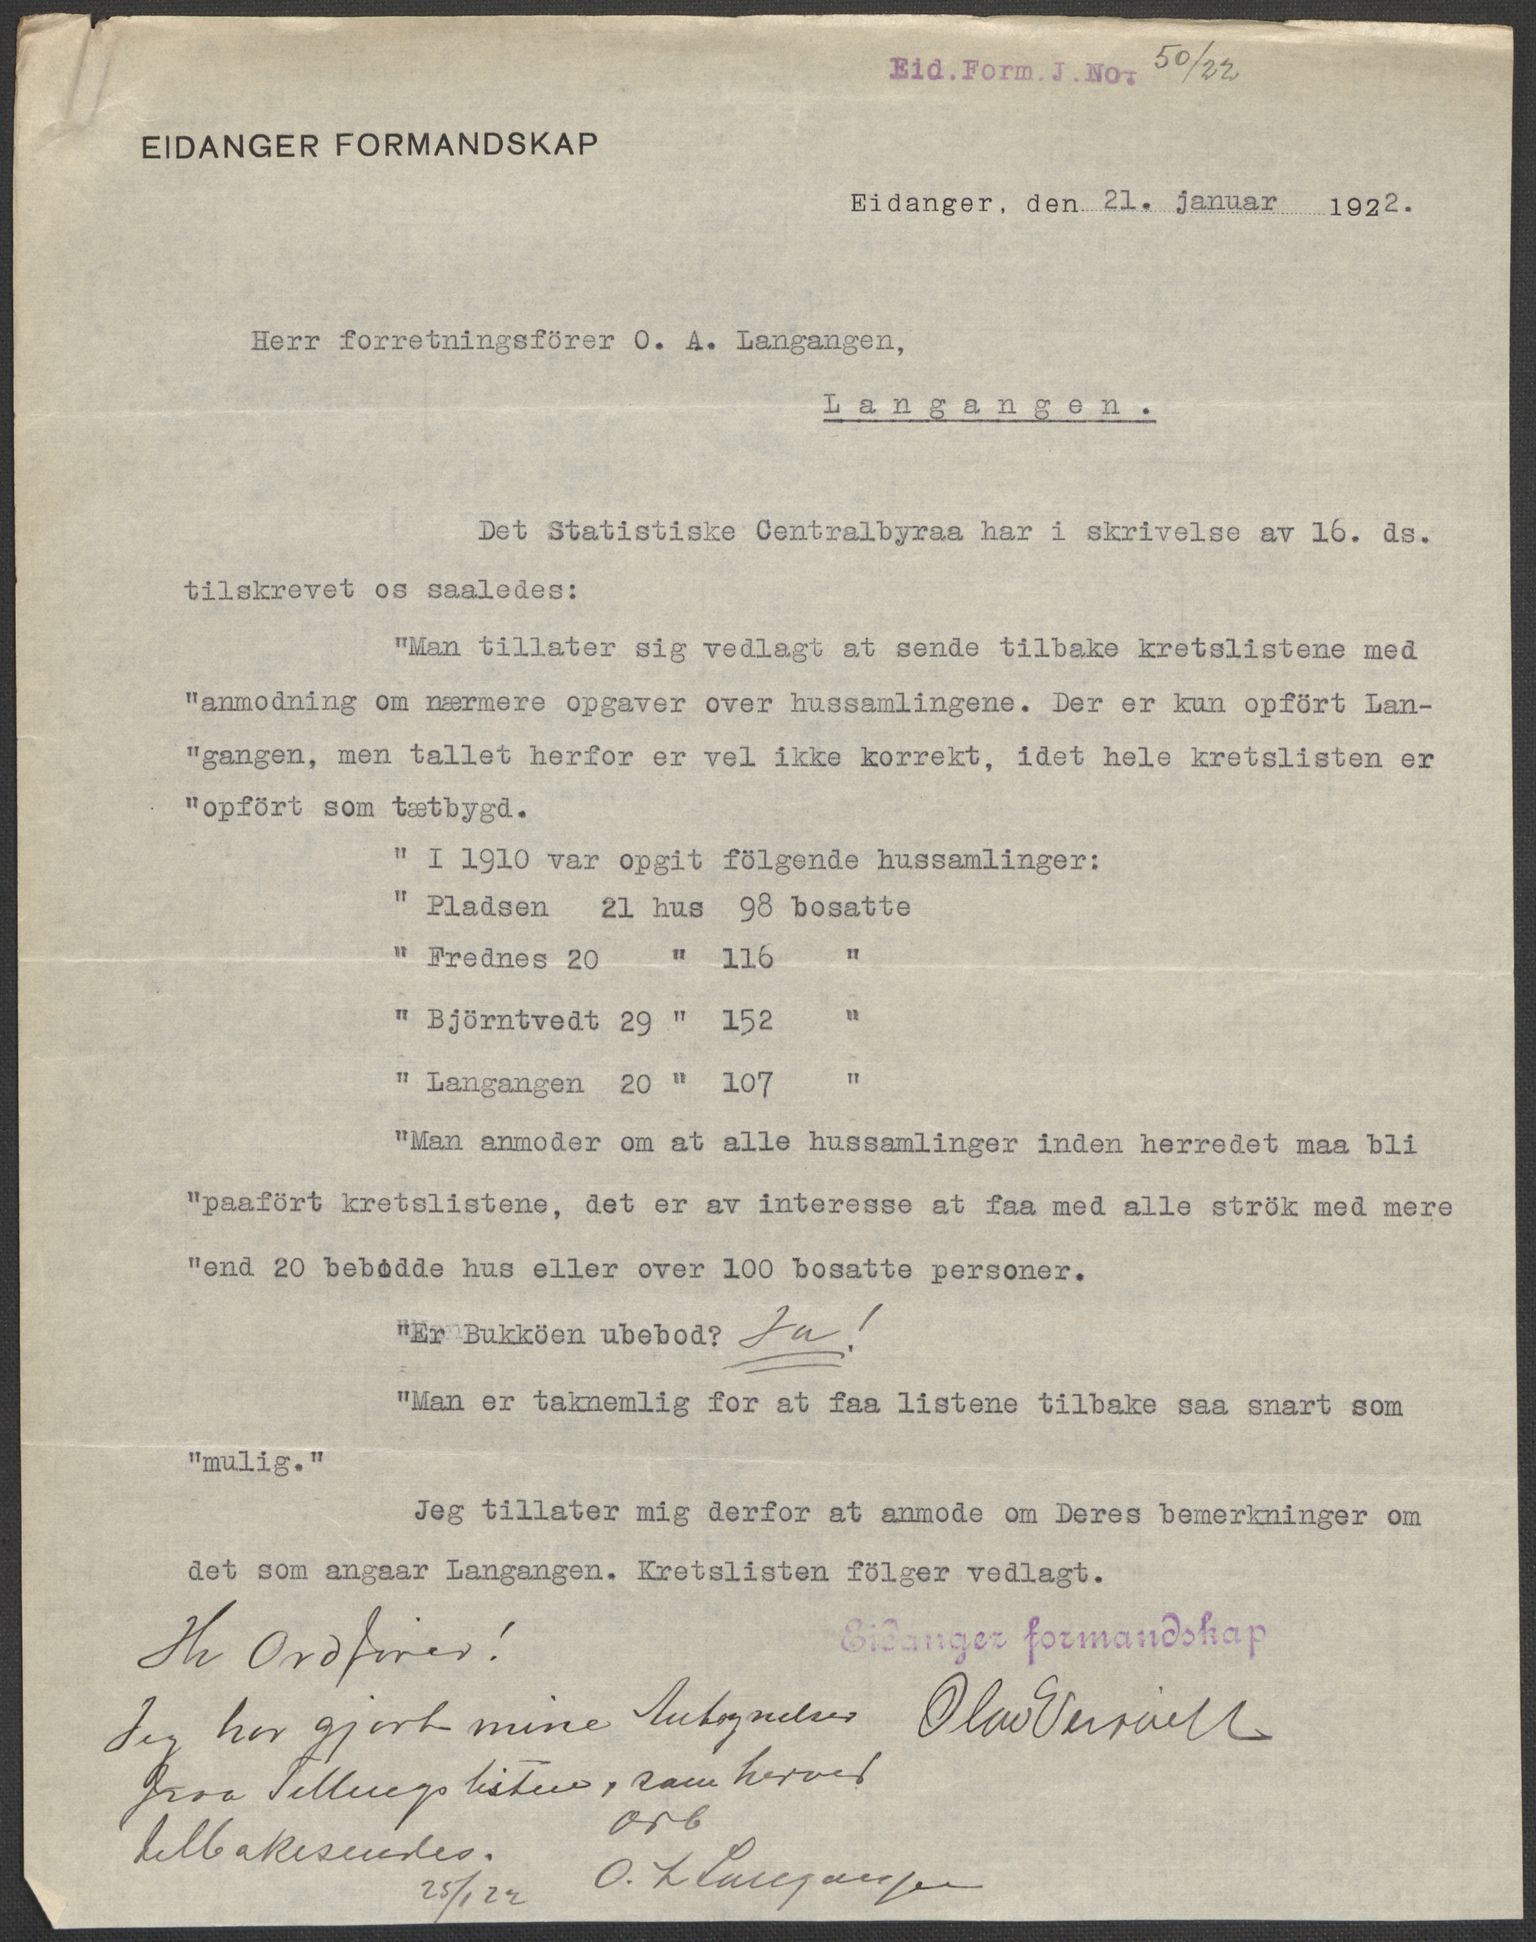 Eid. Form. J. No. 50/22
EIDANGER FORMANDSKAP
Eidanger, den 21. januar 1922.
Herr forretningsförer O. A. Langangen,
Langangen.
Det Statistiske Centralbyraa har i skrivelse av 16. ds.
tilskrevet os saaledes:
"Man tillater sig vedlagt at sende tilbake kretslistene med
"anmodning om nærmere opgaver over hussamlingene. Der er kun opfört Lan-
"gangen, men tallet herfor er vel ikke korrekt, idet hele kretslisten er
"opfört som tætbygd.
" I 1910 var opgit fölgende hussamlinger:
" Pladsen 21 hus 98 bosatte
" Frednes 20 " 116 "
" Björntvedt 29 " 152 "
" Langangen 20 " 107 "
"Man anmoder om at alle hussamlinger inden herredet maa bli
"paafört kretslistene, det er av interesse at faa med alle strök med mere
"end 20 bebodde hus eller over 100 bosatte personer.
"Er Bukköen ubebod? Ja!
"Man er taknemlig for at faa listene tilbake saa snart som
"mulig."
Jeg tillater mig derfor at anmode om Deres bemerkninger om
det som angaar Langangen. Kretslisten fölger vedlagt.
Eidanger formandskap
Hr Ordfører!
Jeg har gjort mine
paa Tellingslisten, som herved
tilbakesendes.
Olav
ærb
O. Langangen
25/1 22